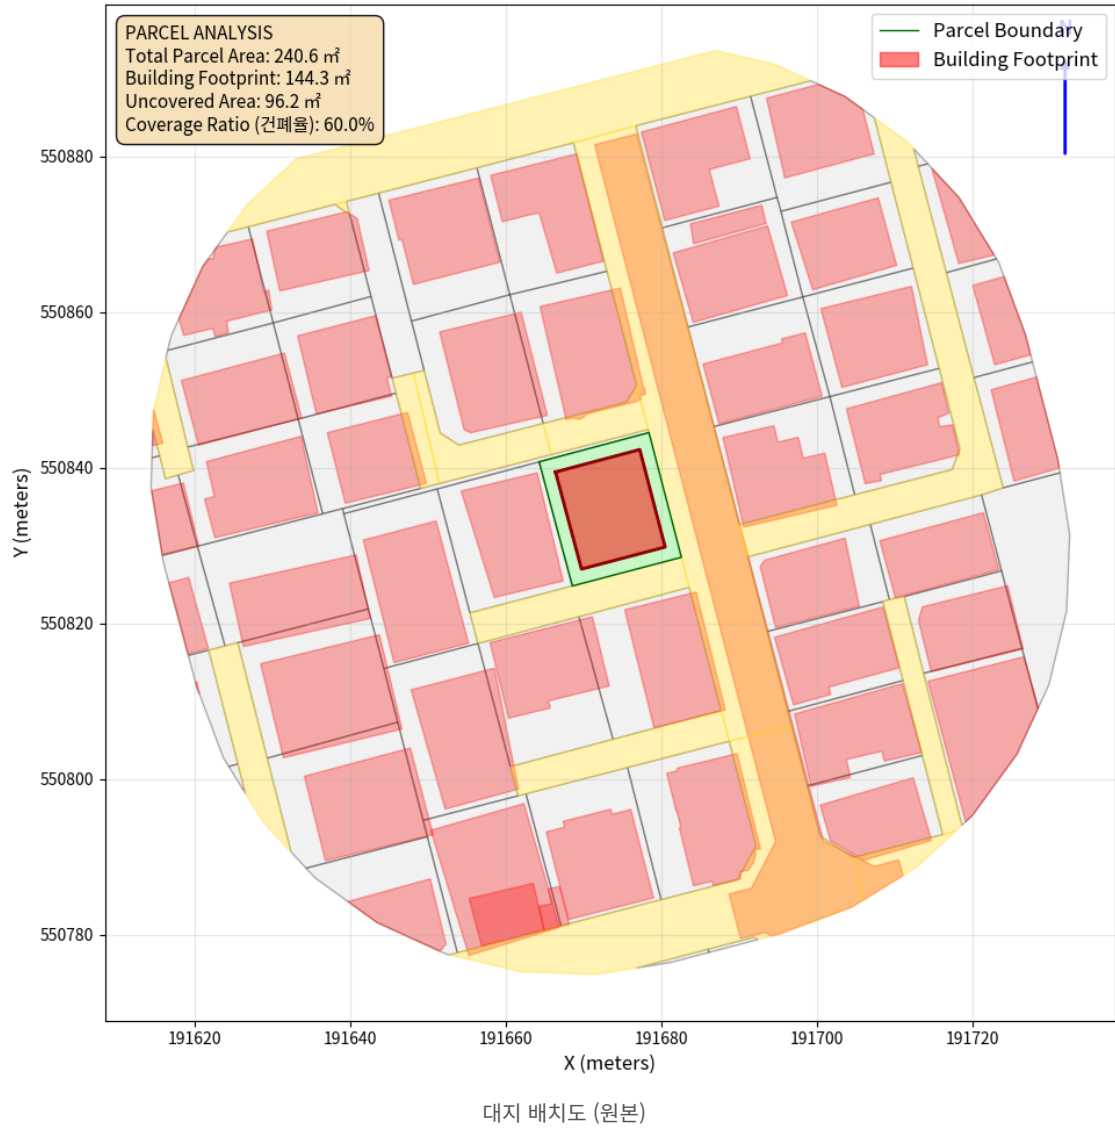 PARCEL ANALYSIS
Total Parcel Area: 240.6 ㎡
Building Footprint: 144.3 ㎡
Uncovered Area: 96.2 ㎡
Coverage Ratio (건폐율): 60.0%
N
Parcel Boundary
Building Footprint
550880
550860
550840
550820
550800
550780
Y (meters)
191620 191640 191660 191680 191700 191720
X (meters)
대지 배치도 (원본)